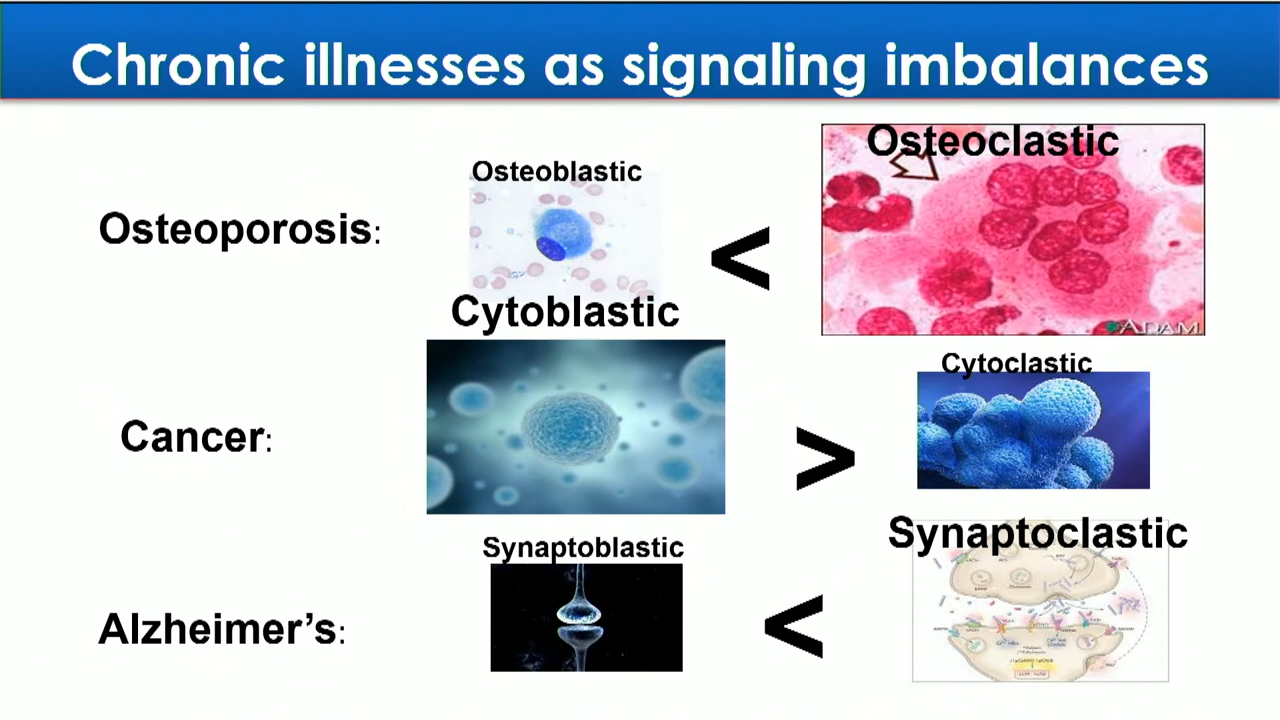 Chronic illnesses as signaling imbalances
Osteoporosis:
Osteoblastic
<
Osteoclastic
ADAM.
Cancer:
Cytoblastic
>
Cytoclastic
Alzheimer’s:
Synaptoblastic
<
Synaptoclastic